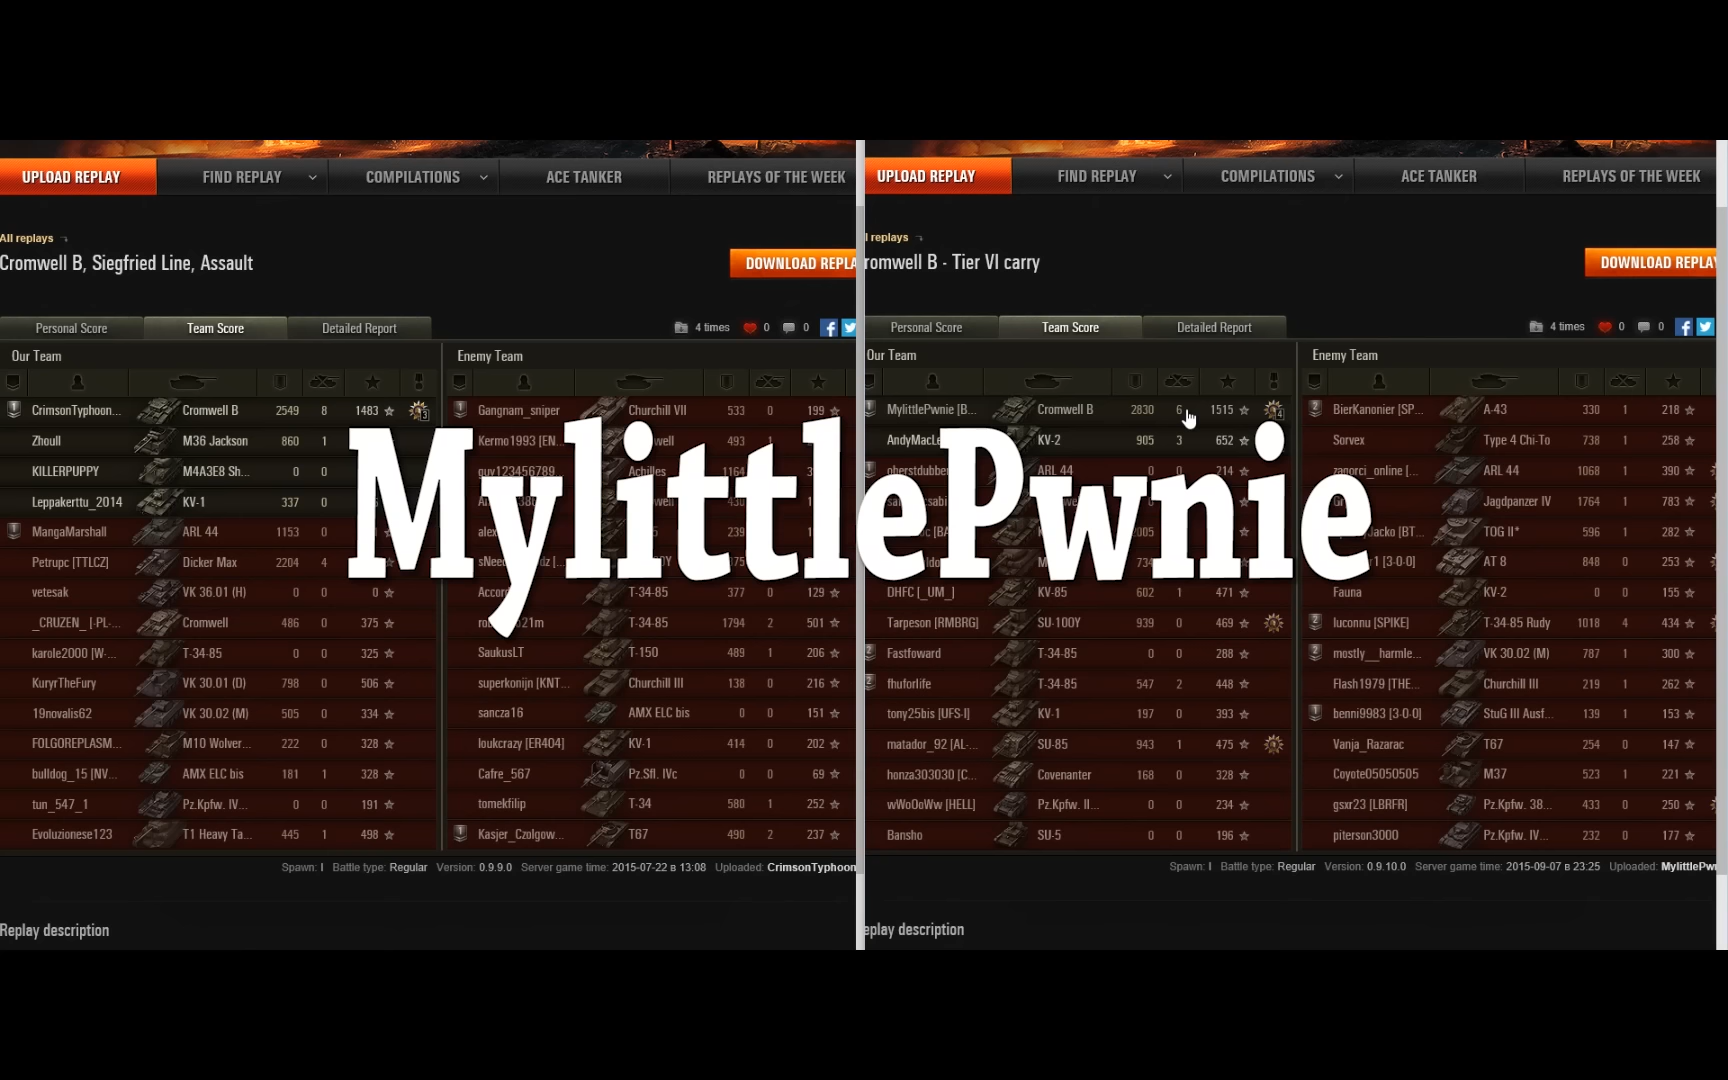 UPLOAD REPLAY FIND REPLAY COMPILATIONS ACE TANKER REPLAYS OF THE WEEK
All replays
Cromwell B, Siegfried Line, Assault
DOWNLOAD REPLA
Personal Score Team Score Detailed Report 4 times 0 0
Our Team Enemy Team
CrimsonTyphoon... Cromwell B 2549 8 1483 3 Gangnam_sniper Churchill VII 533 0 199
Zhoull M36 Jackson 860 1 Kermo1993 [EN... 493
KILLERPUPPY M4A3E8 Sh... 0 0 guy123456789... Achilles
Leppakerttu_2014 KV-1 337 0
MangaMarshall ARL 44 1153 0 239
Petrupc [TTLCZ] Dicker Max 2204 4
vetesak VK 36.01 (H) 0 0 0 T-34-85 377 0 129
_CRUZEN_ [-PL-... Cromwell 486 0 375 T-34-85 1794 2 501
karole2000 [W-... T-34-85 0 0 325 SaukusLT T-150 489 1 206
KuryrTheFury VK 30.01 (D) 798 0 506 superkonijn [KNT... Churchill III 138 0 216
19novalis62 VK 30.02 (M) 505 0 334 sancza16 AMX ELC bis 0 0 151
FOLGOREPLASM... M10 Wolver... 222 0 328 loukcrazy [ER404] KV-1 414 0 202
bulldog_15 [NV... AMX ELC bis 181 1 328 Cafre_567 Pz.Sfl. IVc 0 0 69
tun_547_1 Pz.Kpfw. IV... 0 0 191 tomekfilip T-34 580 1 252
Evoluzionese123 T1 Heavy Ta... 445 1 498 Kasjer_Czolgow... T67 490 2 237
Spawn: I Battle type: Regular Version: 0.9.9.0 Server game time: 2015-07-22 в 13:08 Uploaded: CrimsonTyphoon
Replay description
MylittlePwnie
UPLOAD REPLAY FIND REPLAY COMPILATIONS ACE TANKER REPLAYS OF THE WEEK
l replays
romwell B - Tier VI carry
DOWNLOAD REPLAY
Personal Score Team Score Detailed Report 4 times 0 0
Our Team Enemy Team
MylittlePwnie [B... Cromwell B 2830 6 1515 4 BierKanonier [SP... A-43 330 1 218
KV-2 905 3 652 Sorvex Type 4 Chi-To 738 1 258
ARL 44 0 0 214 zagorci_online [... ARL 44 1068 1 390
Jagdpanzer IV 1764 1 783
TOG II* 596 1 282
AT 8 848 0 253
DHFC [_UM_] KV-85 602 1 471 Fauna KV-2 0 0 155
Tarpeson [RMBRG] SU-100Y 939 0 469 luconnu [SPIKE] T-34-85 Rudy 1018 4 434
Fastfoward T-34-85 0 0 288 mostly__harmle... VK 30.02 (M) 787 1 300
fhuforlife T-34-85 547 2 448 Flash1979 [THE... Churchill III 219 1 262
tony25bis [UFS-I] KV-1 197 0 393 benni9983 [3-0-0] StuG III Ausf... 139 1 153
matador_92 [AL-... SU-85 943 1 475 Vanja_Razarac T67 254 0 147
honza303030 [C... Covenanter 168 0 328 Coyote05050505 M37 523 1 221
wWoOoWw [HELL] Pz.Kpfw. II... 0 0 234 gsxr23 [LBRFR] Pz.Kpfw. 38... 433 0 250
Bansho SU-5 0 0 196 piterson3000 Pz.Kpfw. IV... 232 0 177
Spawn: I Battle type: Regular Version: 0.9.10.0 Server game time: 2015-09-07 в 23:25 Uploaded: MylittlePw
eplay description